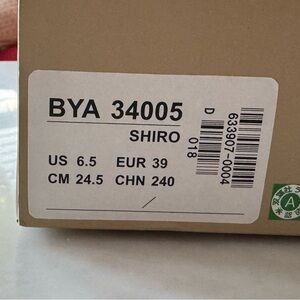 BYA 34005
SHIRO
US 6.5 EUR 39
CM 24.5 CHN 240
D 018
633907-0004
A